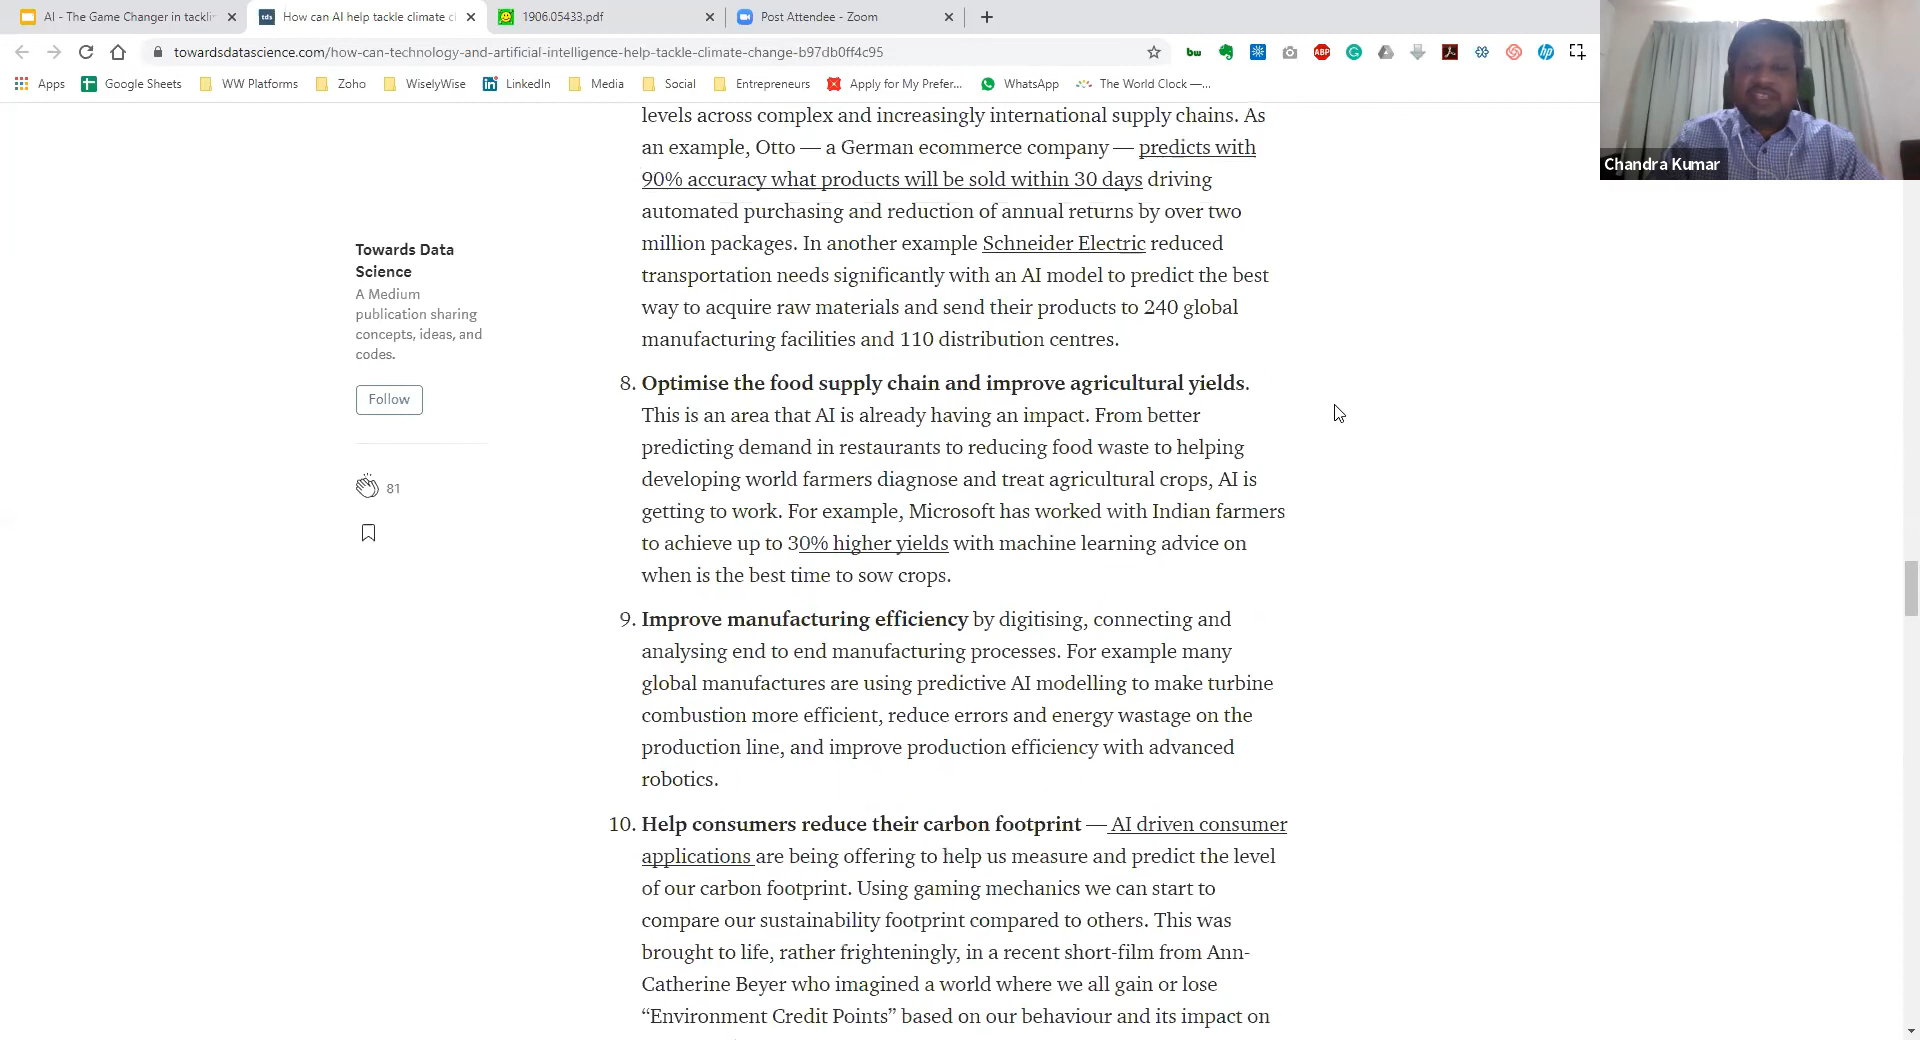 AI - The Game Changer in tackli
How can AI help tackle climate c
1906.05433.pdf
Post Attendee - Zoom
towardsdatascience.com/how-can-technology-and-artificial-intelligence-help-tackle-climate-change-b97db0ff4c95
Apps
Google Sheets
WW Platforms
Zoho
WiselyWise
LinkedIn
Media
Social
Entrepreneurs
Apply for My Prefer...
WhatsApp
The World Clock —...
Chandra Kumar
Towards Data
Science
A Medium
publication sharing
concepts, ideas, and
codes.
Follow
81
levels across complex and increasingly international supply chains. As
an example, Otto — a German ecommerce company — predicts with
90% accuracy what products will be sold within 30 days driving
automated purchasing and reduction of annual returns by over two
million packages. In another example Schneider Electric reduced
transportation needs significantly with an AI model to predict the best
way to acquire raw materials and send their products to 240 global
manufacturing facilities and 110 distribution centres.
8. Optimise the food supply chain and improve agricultural yields.
This is an area that AI is already having an impact. From better
predicting demand in restaurants to reducing food waste to helping
developing world farmers diagnose and treat agricultural crops, AI is
getting to work. For example, Microsoft has worked with Indian farmers
to achieve up to 30% higher yields with machine learning advice on
when is the best time to sow crops.
9. Improve manufacturing efficiency by digitising, connecting and
analysing end to end manufacturing processes. For example many
global manufactures are using predictive AI modelling to make turbine
combustion more efficient, reduce errors and energy wastage on the
production line, and improve production efficiency with advanced
robotics.
10. Help consumers reduce their carbon footprint — AI driven consumer
applications are being offering to help us measure and predict the level
of our carbon footprint. Using gaming mechanics we can start to
compare our sustainability footprint compared to others. This was
brought to life, rather frighteningly, in a recent short-film from Ann-
Catherine Beyer who imagined a world where we all gain or lose
“Environment Credit Points” based on our behaviour and its impact on